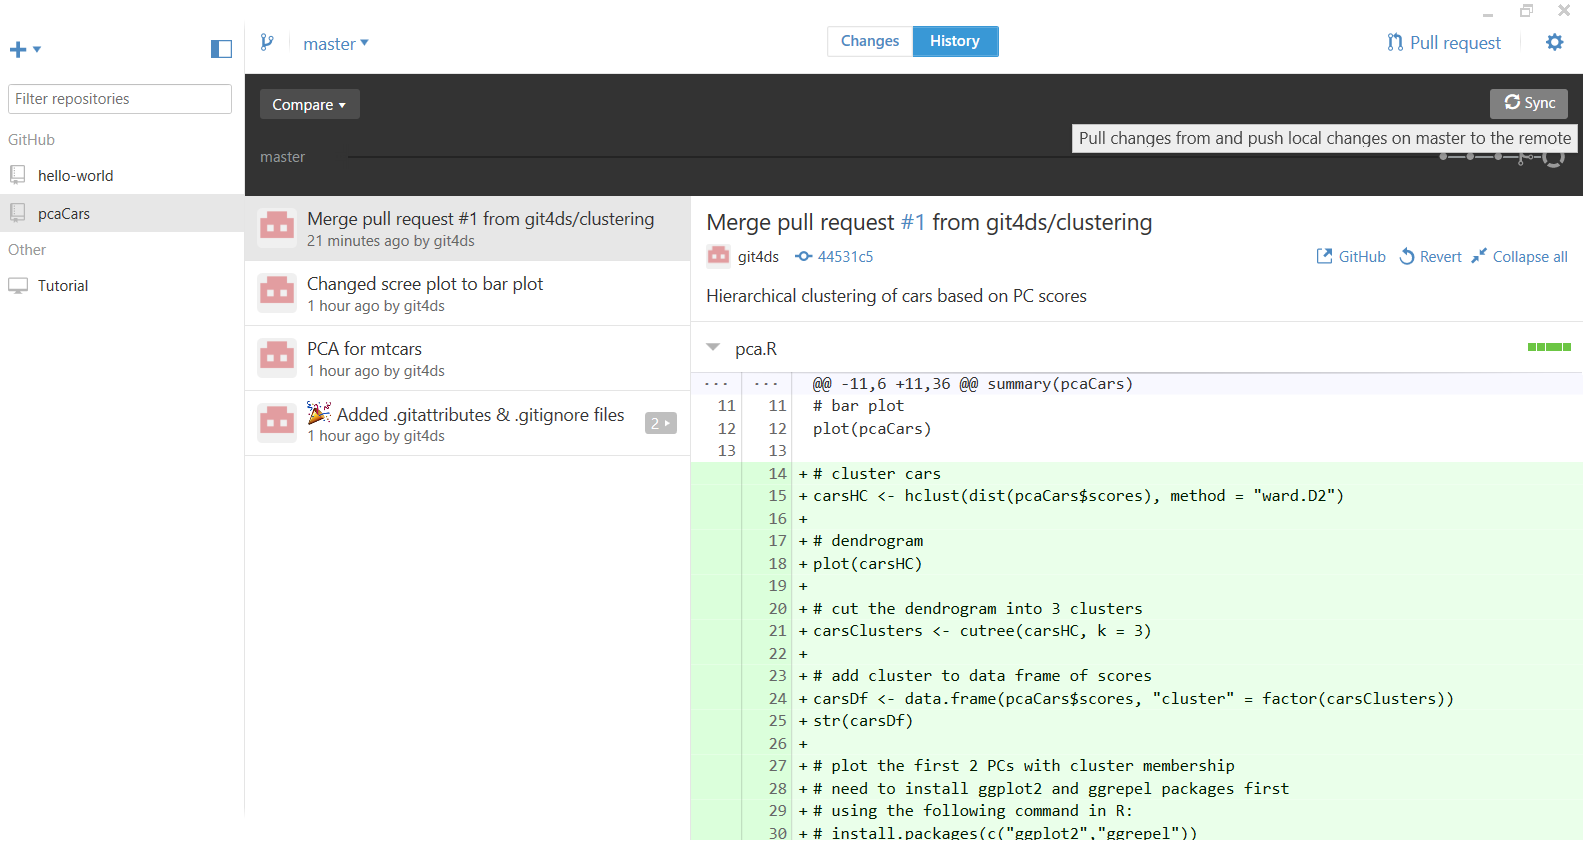 master
Changes
History
Pull request
Filter repositories
GitHub
hello-world
pcaCars
Other
Tutorial
Compare
Sync
Pull changes from and push local changes on master to the remote
master
Merge pull request #1 from git4ds/clustering
21 minutes ago by git4ds
Changed scree plot to bar plot
1 hour ago by git4ds
PCA for mtcars
1 hour ago by git4ds
Added .gitattributes & .gitignore files
1 hour ago by git4ds
2
Merge pull request #1 from git4ds/clustering
git4ds 44531c5
GitHub Revert Collapse all
Hierarchical clustering of cars based on PC scores
pca.R
... ... @@ -11,6 +11,36 @@ summary(pcaCars)
11 11 # bar plot
12 12 plot(pcaCars)
13 13
14 + # cluster cars
15 + carsHC <- hclust(dist(pcaCars$scores), method = "ward.D2")
16 +
17 + # dendrogram
18 + plot(carsHC)
19 +
20 + # cut the dendrogram into 3 clusters
21 + carsClusters <- cutree(carsHC, k = 3)
22 +
23 + # add cluster to data frame of scores
24 + carsDf <- data.frame(pcaCars$scores, "cluster" = factor(carsClusters))
25 + str(carsDf)
26 +
27 + # plot the first 2 PCs with cluster membership
28 + # need to install ggplot2 and ggrepel packages first
29 + # using the following command in R:
30 + # install.packages(c("ggplot2","ggrepel"))